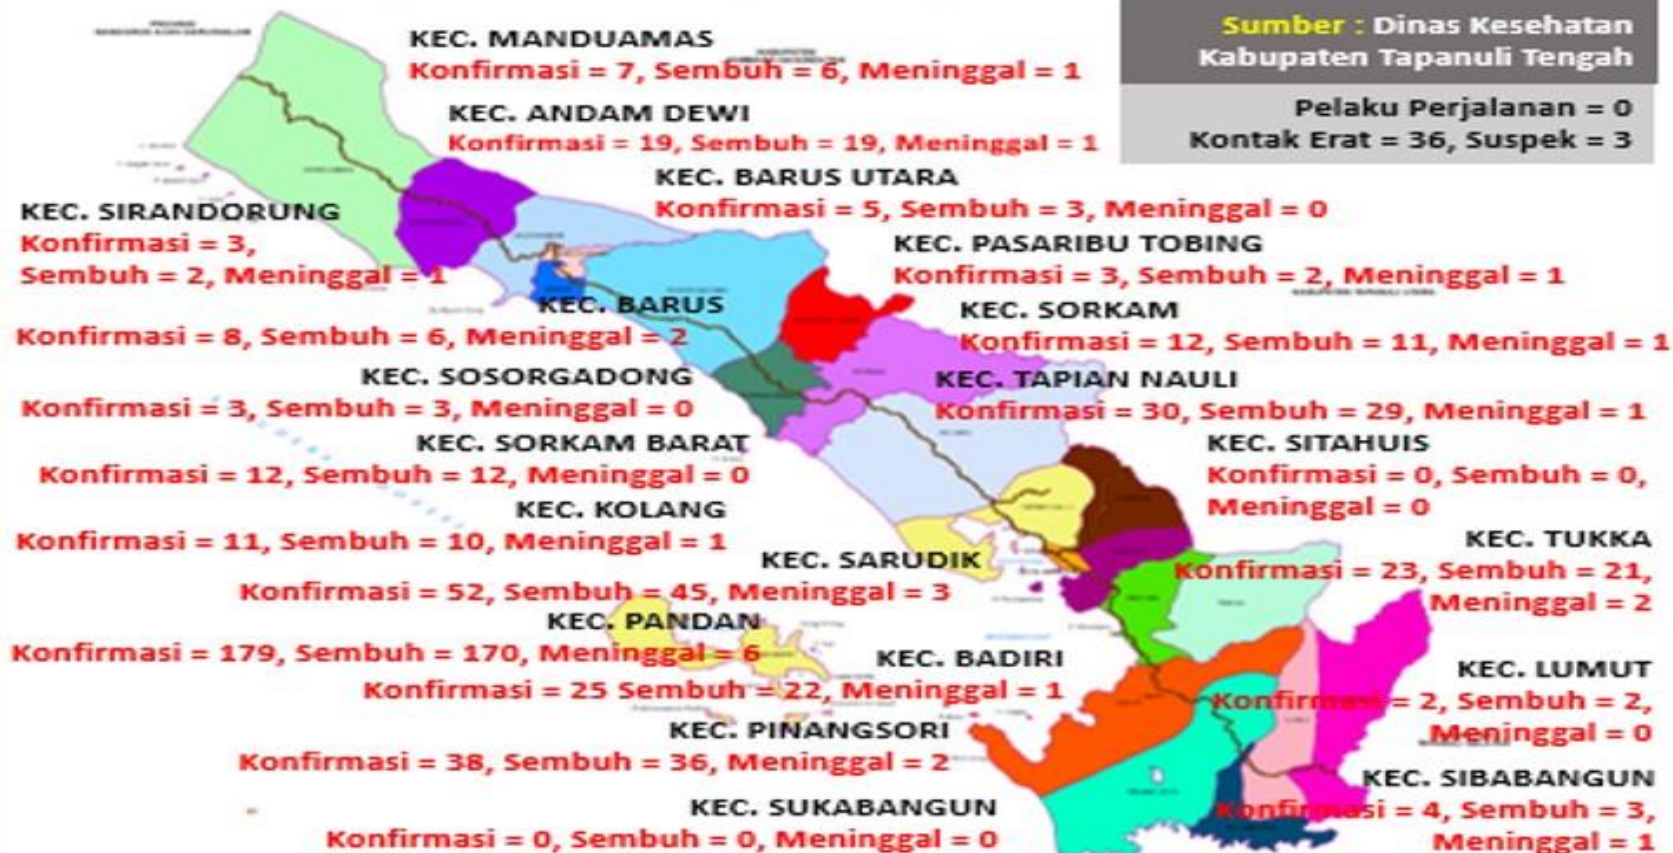 Sumber : Dinas Kesehatan
Kabupaten Tapanuli Tengah
Pelaku Perjalanan = 0
Kontak Erat = 36, Suspek = 3
KEC. MANDUAMAS
Konfirmasi = 7, Sembuh = 6, Meninggal = 1
KEC. ANDAM DEWI
Konfirmasi = 19, Sembuh = 19, Meninggal = 1
KEC. BARUS UTARA
Konfirmasi = 5, Sembuh = 3, Meninggal = 0
KEC. SIRANDORUNG
Konfirmasi = 3,
Sembuh = 2, Meninggal = 1
KEC. PASARIBU TOBING
Konfirmasi = 3, Sembuh = 2, Meninggal = 1
KEC. BARUS
Konfirmasi = 8, Sembuh = 6, Meninggal = 2
KEC. SORKAM
Konfirmasi = 12, Sembuh = 11, Meninggal = 1
KEC. SOSORGADONG
Konfirmasi = 3, Sembuh = 3, Meninggal = 0
KEC. TAPIAN NAULI
Konfirmasi = 30, Sembuh = 29, Meninggal = 1
KEC. SORKAM BARAT
Konfirmasi = 12, Sembuh = 12, Meninggal = 0
KEC. SITAHUIS
Konfirmasi = 0, Sembuh = 0,
Meninggal = 0
KEC. KOLANG
Konfirmasi = 11, Sembuh = 10, Meninggal = 1
KEC. TUKKA
Konfirmasi = 23, Sembuh = 21,
Meninggal = 2
KEC. SARUDIK
Konfirmasi = 52, Sembuh = 45, Meninggal = 3
KEC. PANDAN
Konfirmasi = 179, Sembuh = 170, Meninggal = 6
KEC. BADIRI
Konfirmasi = 25 Sembuh = 22, Meninggal = 1
KEC. LUMUT
Konfirmasi = 2, Sembuh = 2,
Meninggal = 0
KEC. PINANGSORI
Konfirmasi = 38, Sembuh = 36, Meninggal = 2
KEC. SIBABANGUN
Konfirmasi = 4, Sembuh = 3,
Meninggal = 1
KEC. SUKABANGUN
Konfirmasi = 0, Sembuh = 0, Meninggal = 0